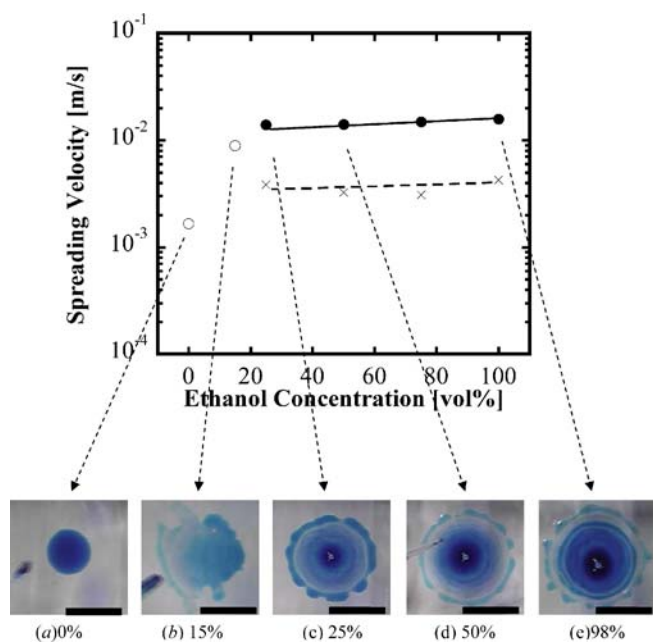 10⁻¹
10⁻²
10⁻³
10⁻⁴
Spreading Velocity [m/s]
0 20 40 60 80 100
Ethanol Concentration [vol%]
(a)0% (b) 15% (c) 25% (d) 50% (e)98%